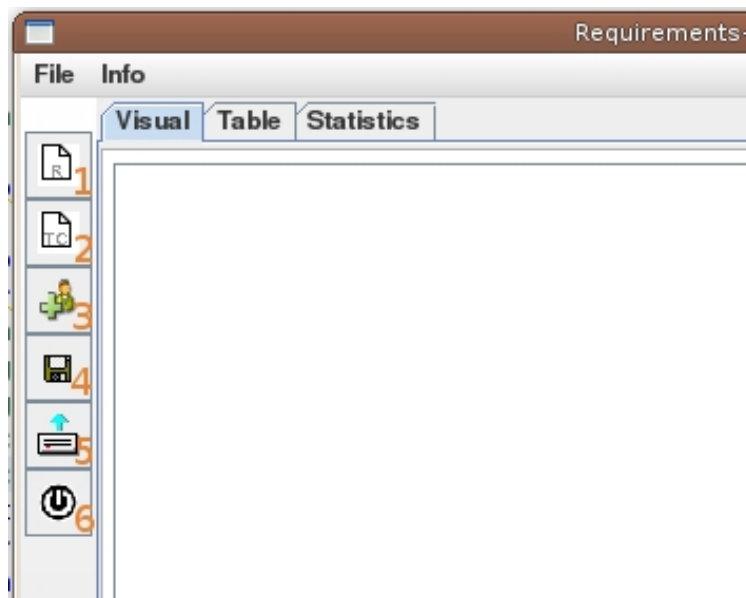 Requirements-
File Info
Visual Table Statistics
R 1
TC 2
3
4
5
6